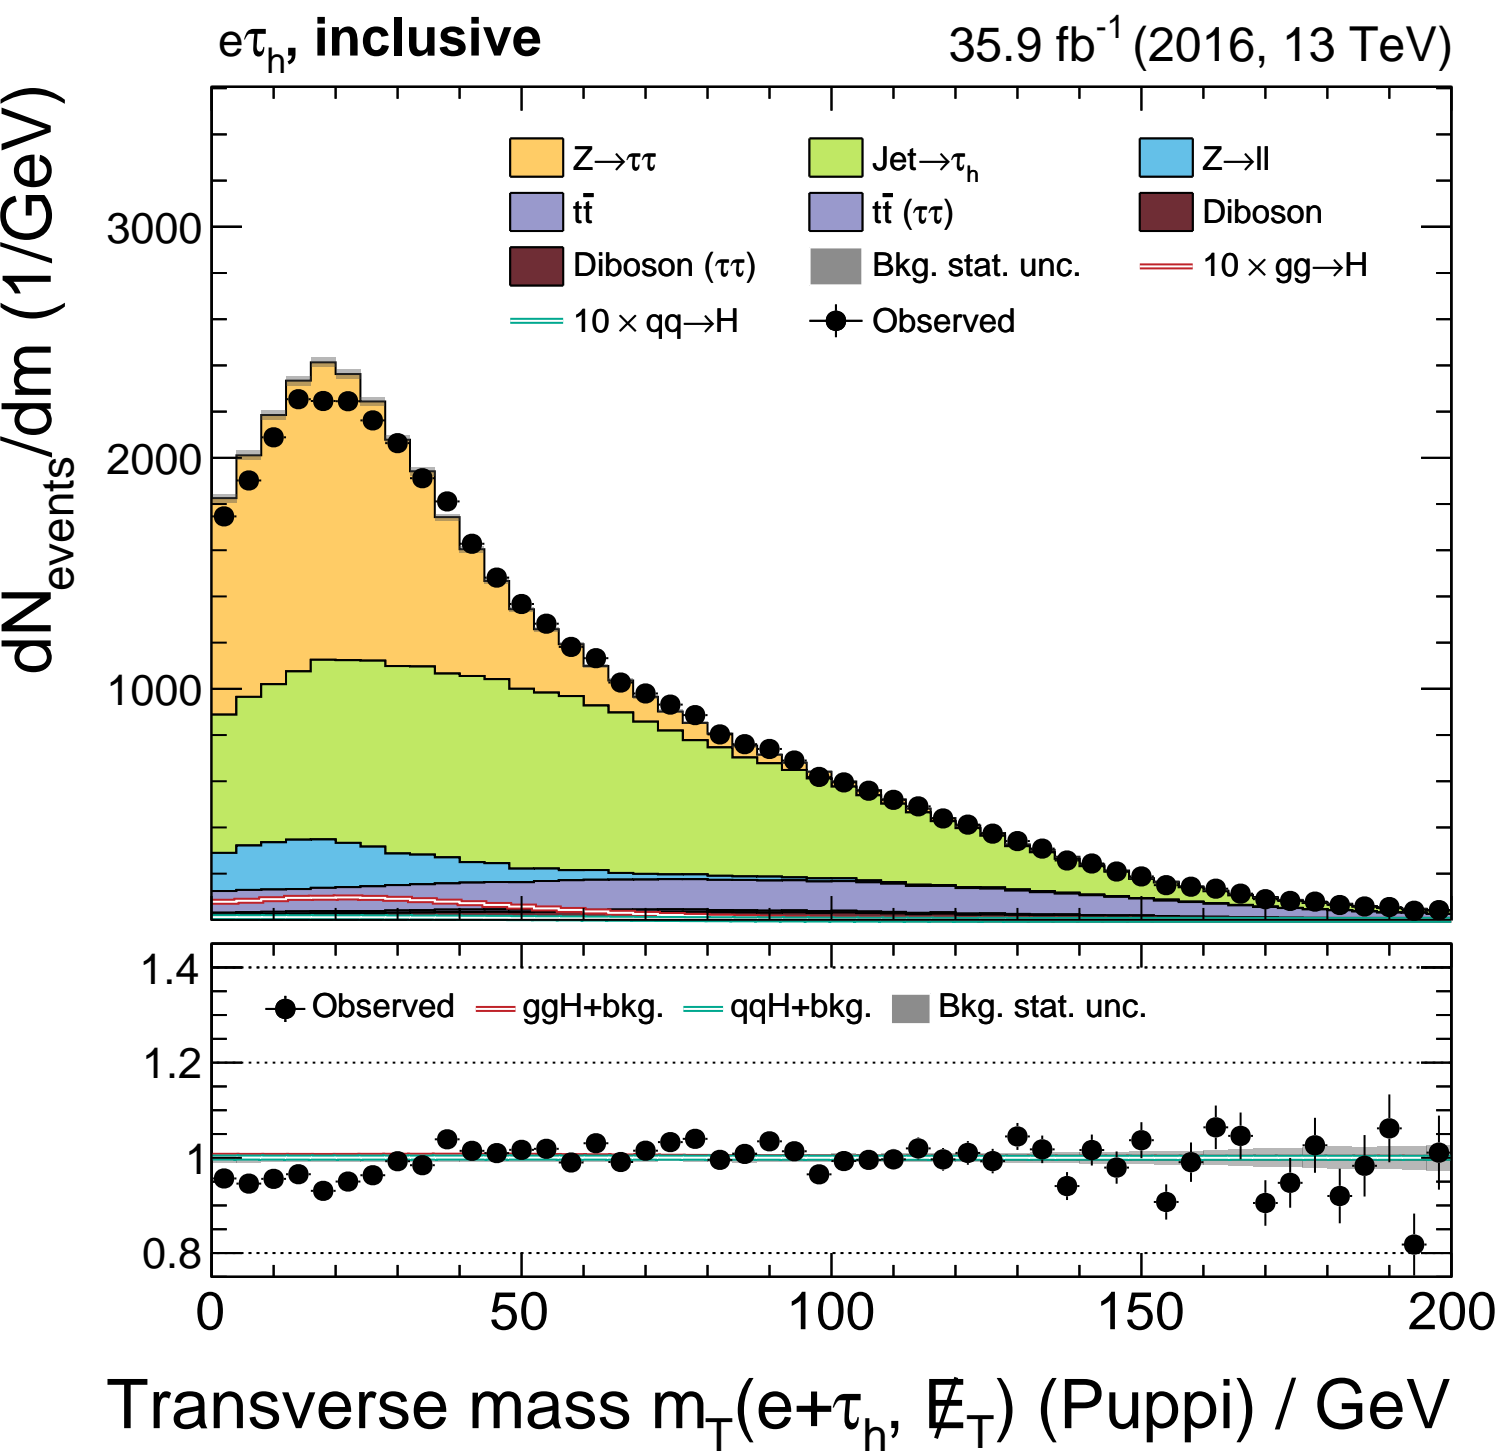 eτh, inclusive 35.9 fb-1 (2016, 13 TeV)
dNevents/dm (1/GeV)
Z→ττ Jet→τh Z→ll
tt̄ tt̄ (ττ) Diboson
Diboson (ττ) Bkg. stat. unc. 10 × gg→H
10 × qq→H Observed
3000
2000
1000
1.4
Observed ggH+bkg. qqH+bkg. Bkg. stat. unc.
1.2
1
0.8
0 50 100 150 200
Transverse mass mT(e+τh, E̸T) (Puppi) / GeV